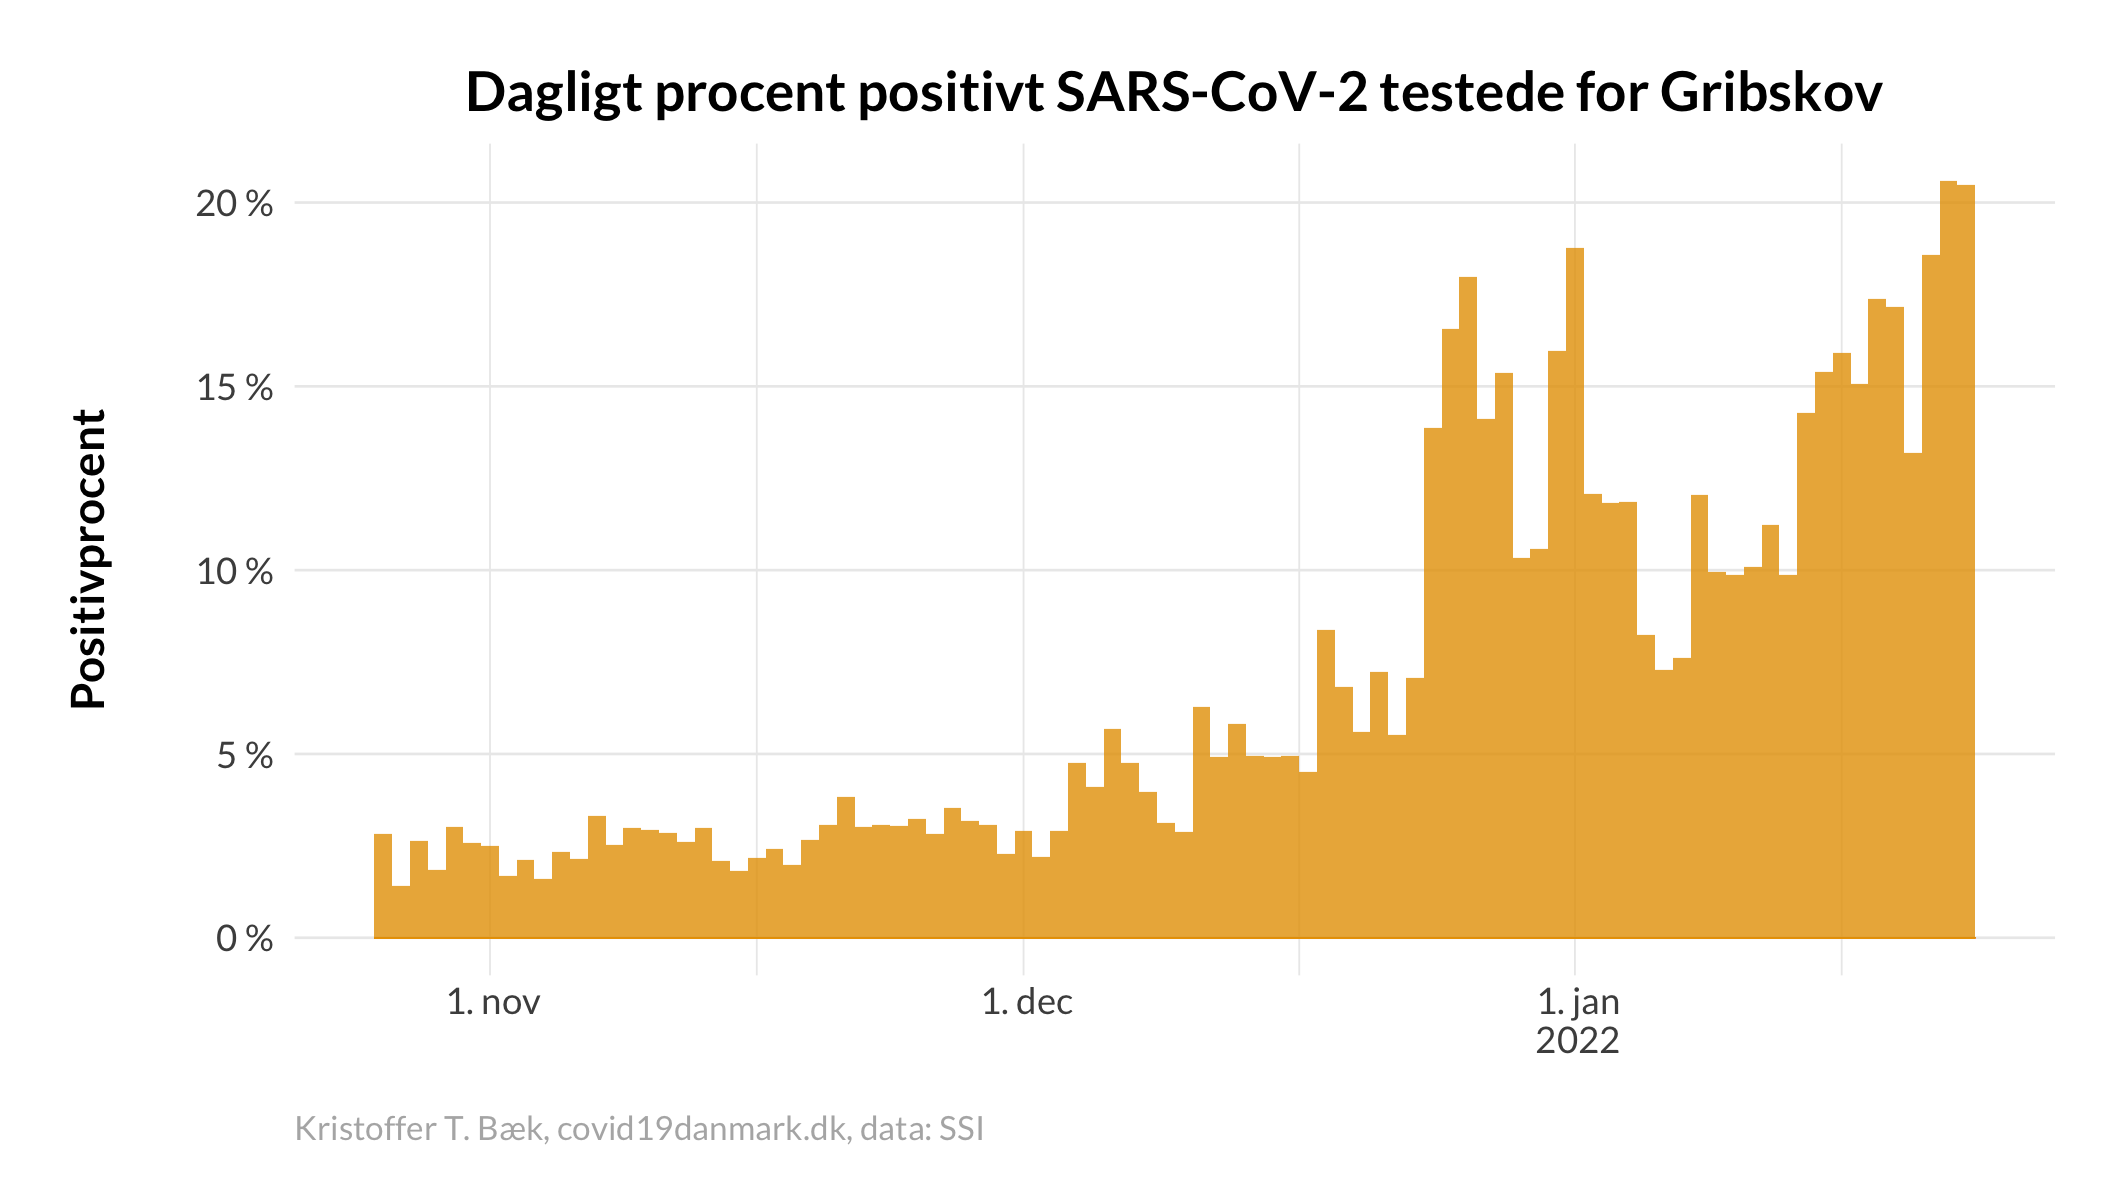 Dagligt procent positivt SARS-CoV-2 testede for Gribskov
Positivprocent
20 %
15 %
10 %
5 %
0 %
1. nov
1. dec
1. jan
2022
Kristoffer T. Bæk, covid19danmark.dk, data: SSI